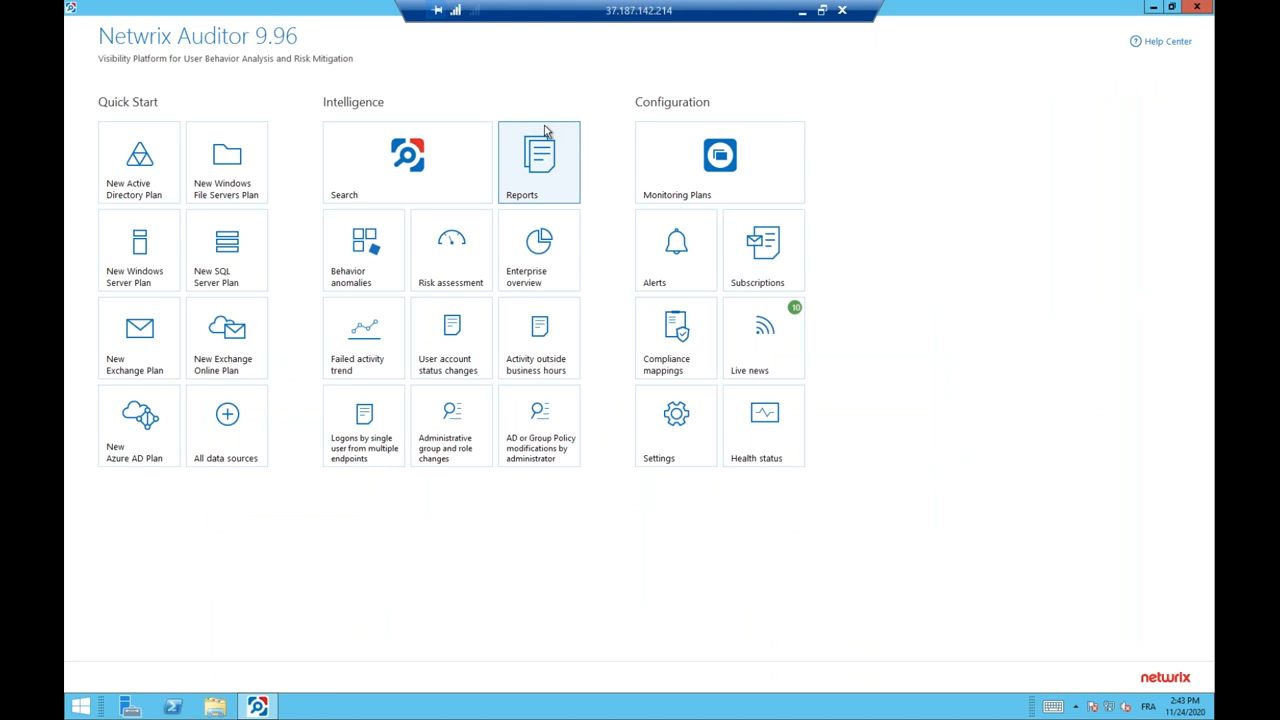 37.187.142.214
Netwrix Auditor 9.96
Visibility Platform for User Behavior Analysis and Risk Mitigation
Help Center
Quick Start
New Active
Directory Plan
New Windows
File Servers Plan
New Windows
Server Plan
New SQL
Server Plan
New
Exchange Plan
New Exchange
Online Plan
New
Azure AD Plan
All data sources
Intelligence
Search
Reports
Behavior
anomalies
Risk assessment
Enterprise
overview
Failed activity
trend
User account
status changes
Activity outside
business hours
Logons by single
user from multiple
endpoints
Administrative
group and role
changes
AD or Group Policy
modifications by
administrator
Configuration
Monitoring Plans
Alerts
Subscriptions
Compliance
mappings
10
Live news
Settings
Health status
netwrix
FRA
2:43 PM
11/24/2020